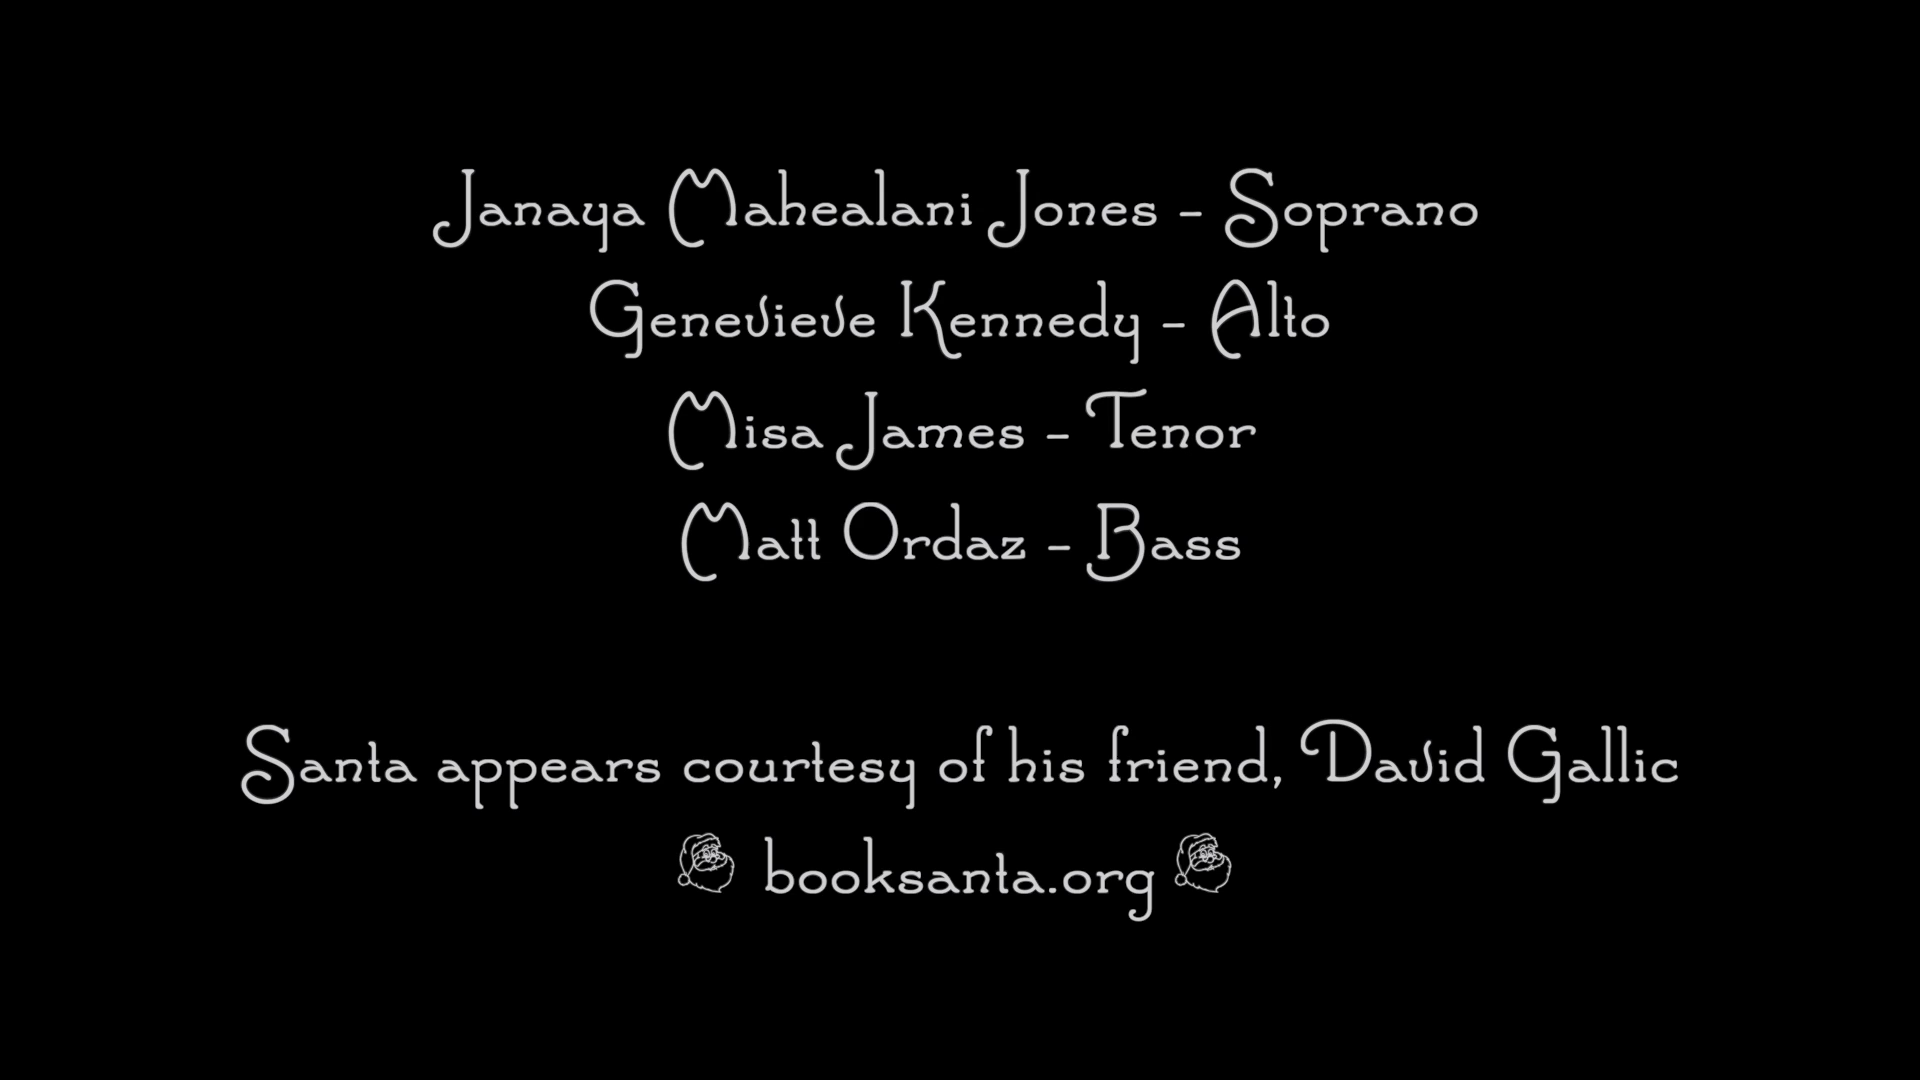 Janaya Mahealani Jones - Soprano
Genevieve Kennedy - Alto
Misa James - Tenor
Matt Ordaz - Bass
Santa appears courtesy of his friend, David Gallic
booksanta.org